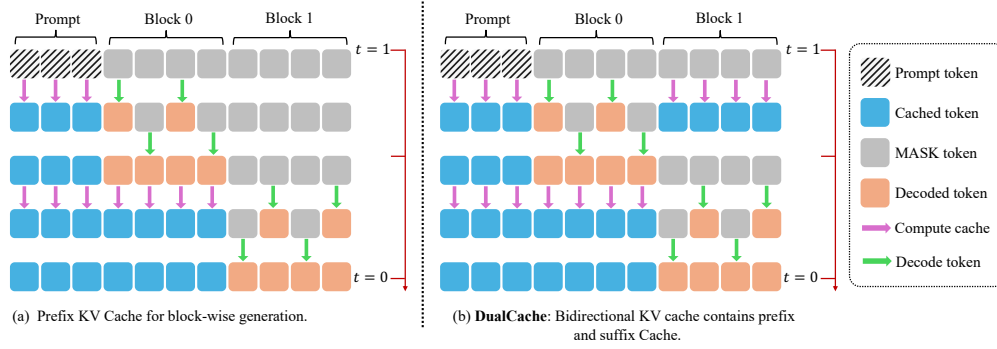 Prompt Block 0 Block 1
t = 1
t = 0
(a) Prefix KV Cache for block-wise generation.
Prompt Block 0 Block 1
t = 1
t = 0
(b) DualCache: Bidirectional KV cache contains prefix
and suffix Cache.
Prompt token
Cached token
MASK token
Decoded token
Compute cache
Decode token